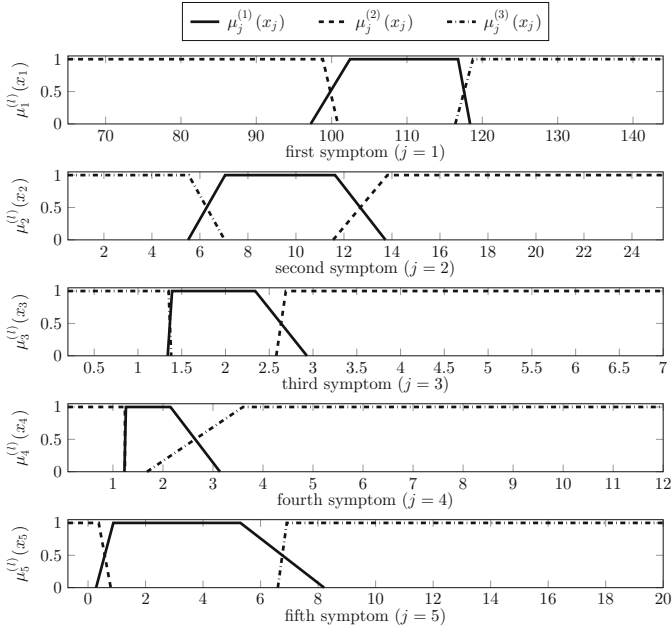 μ_j^(1)(x_j) μ_j^(2)(x_j) μ_j^(3)(x_j)
μ_1^(l)(x_1)
1
0.5
0
70 80 90 100 110 120 130 140
first symptom (j = 1)
μ_2^(l)(x_2)
1
0.5
0
2 4 6 8 10 12 14 16 18 20 22 24
second symptom (j = 2)
μ_3^(l)(x_3)
1
0.5
0
0.5 1 1.5 2 2.5 3 3.5 4 4.5 5 5.5 6 6.5 7
third symptom (j = 3)
μ_4^(l)(x_4)
1
0.5
0
1 2 3 4 5 6 7 8 9 10 11 12
fourth symptom (j = 4)
μ_5^(l)(x_5)
1
0.5
0
0 2 4 6 8 10 12 14 16 18 20
fifth symptom (j = 5)